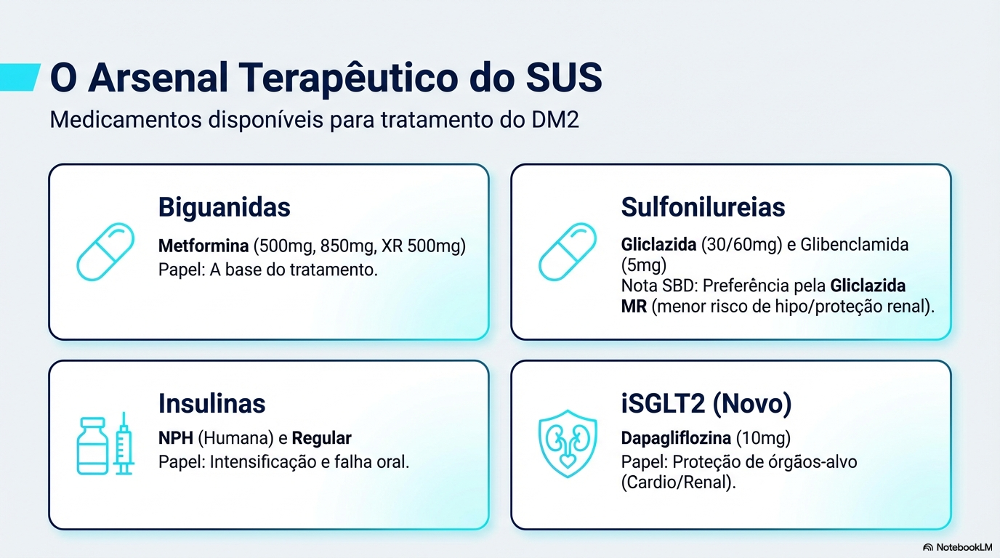 O Arsenal Terapêutico do SUS
Medicamentos disponíveis para tratamento do DM2
Biguanidas
Metformina (500mg, 850mg, XR 500mg)
Papel: A base do tratamento.
Sulfonilureias
Gliclazida (30/60mg) e Glibenclamida
(5mg)
Nota SBD: Preferência pela Gliclazida
MR (menor risco de hipo/proteção renal).
Insulinas
NPH (Humana) e Regular
Papel: Intensificação e falha oral.
iSGLT2 (Novo)
Dapagliflozina (10mg)
Papel: Proteção de órgãos-alvo
(Cardio/Renal).
NotebookLM